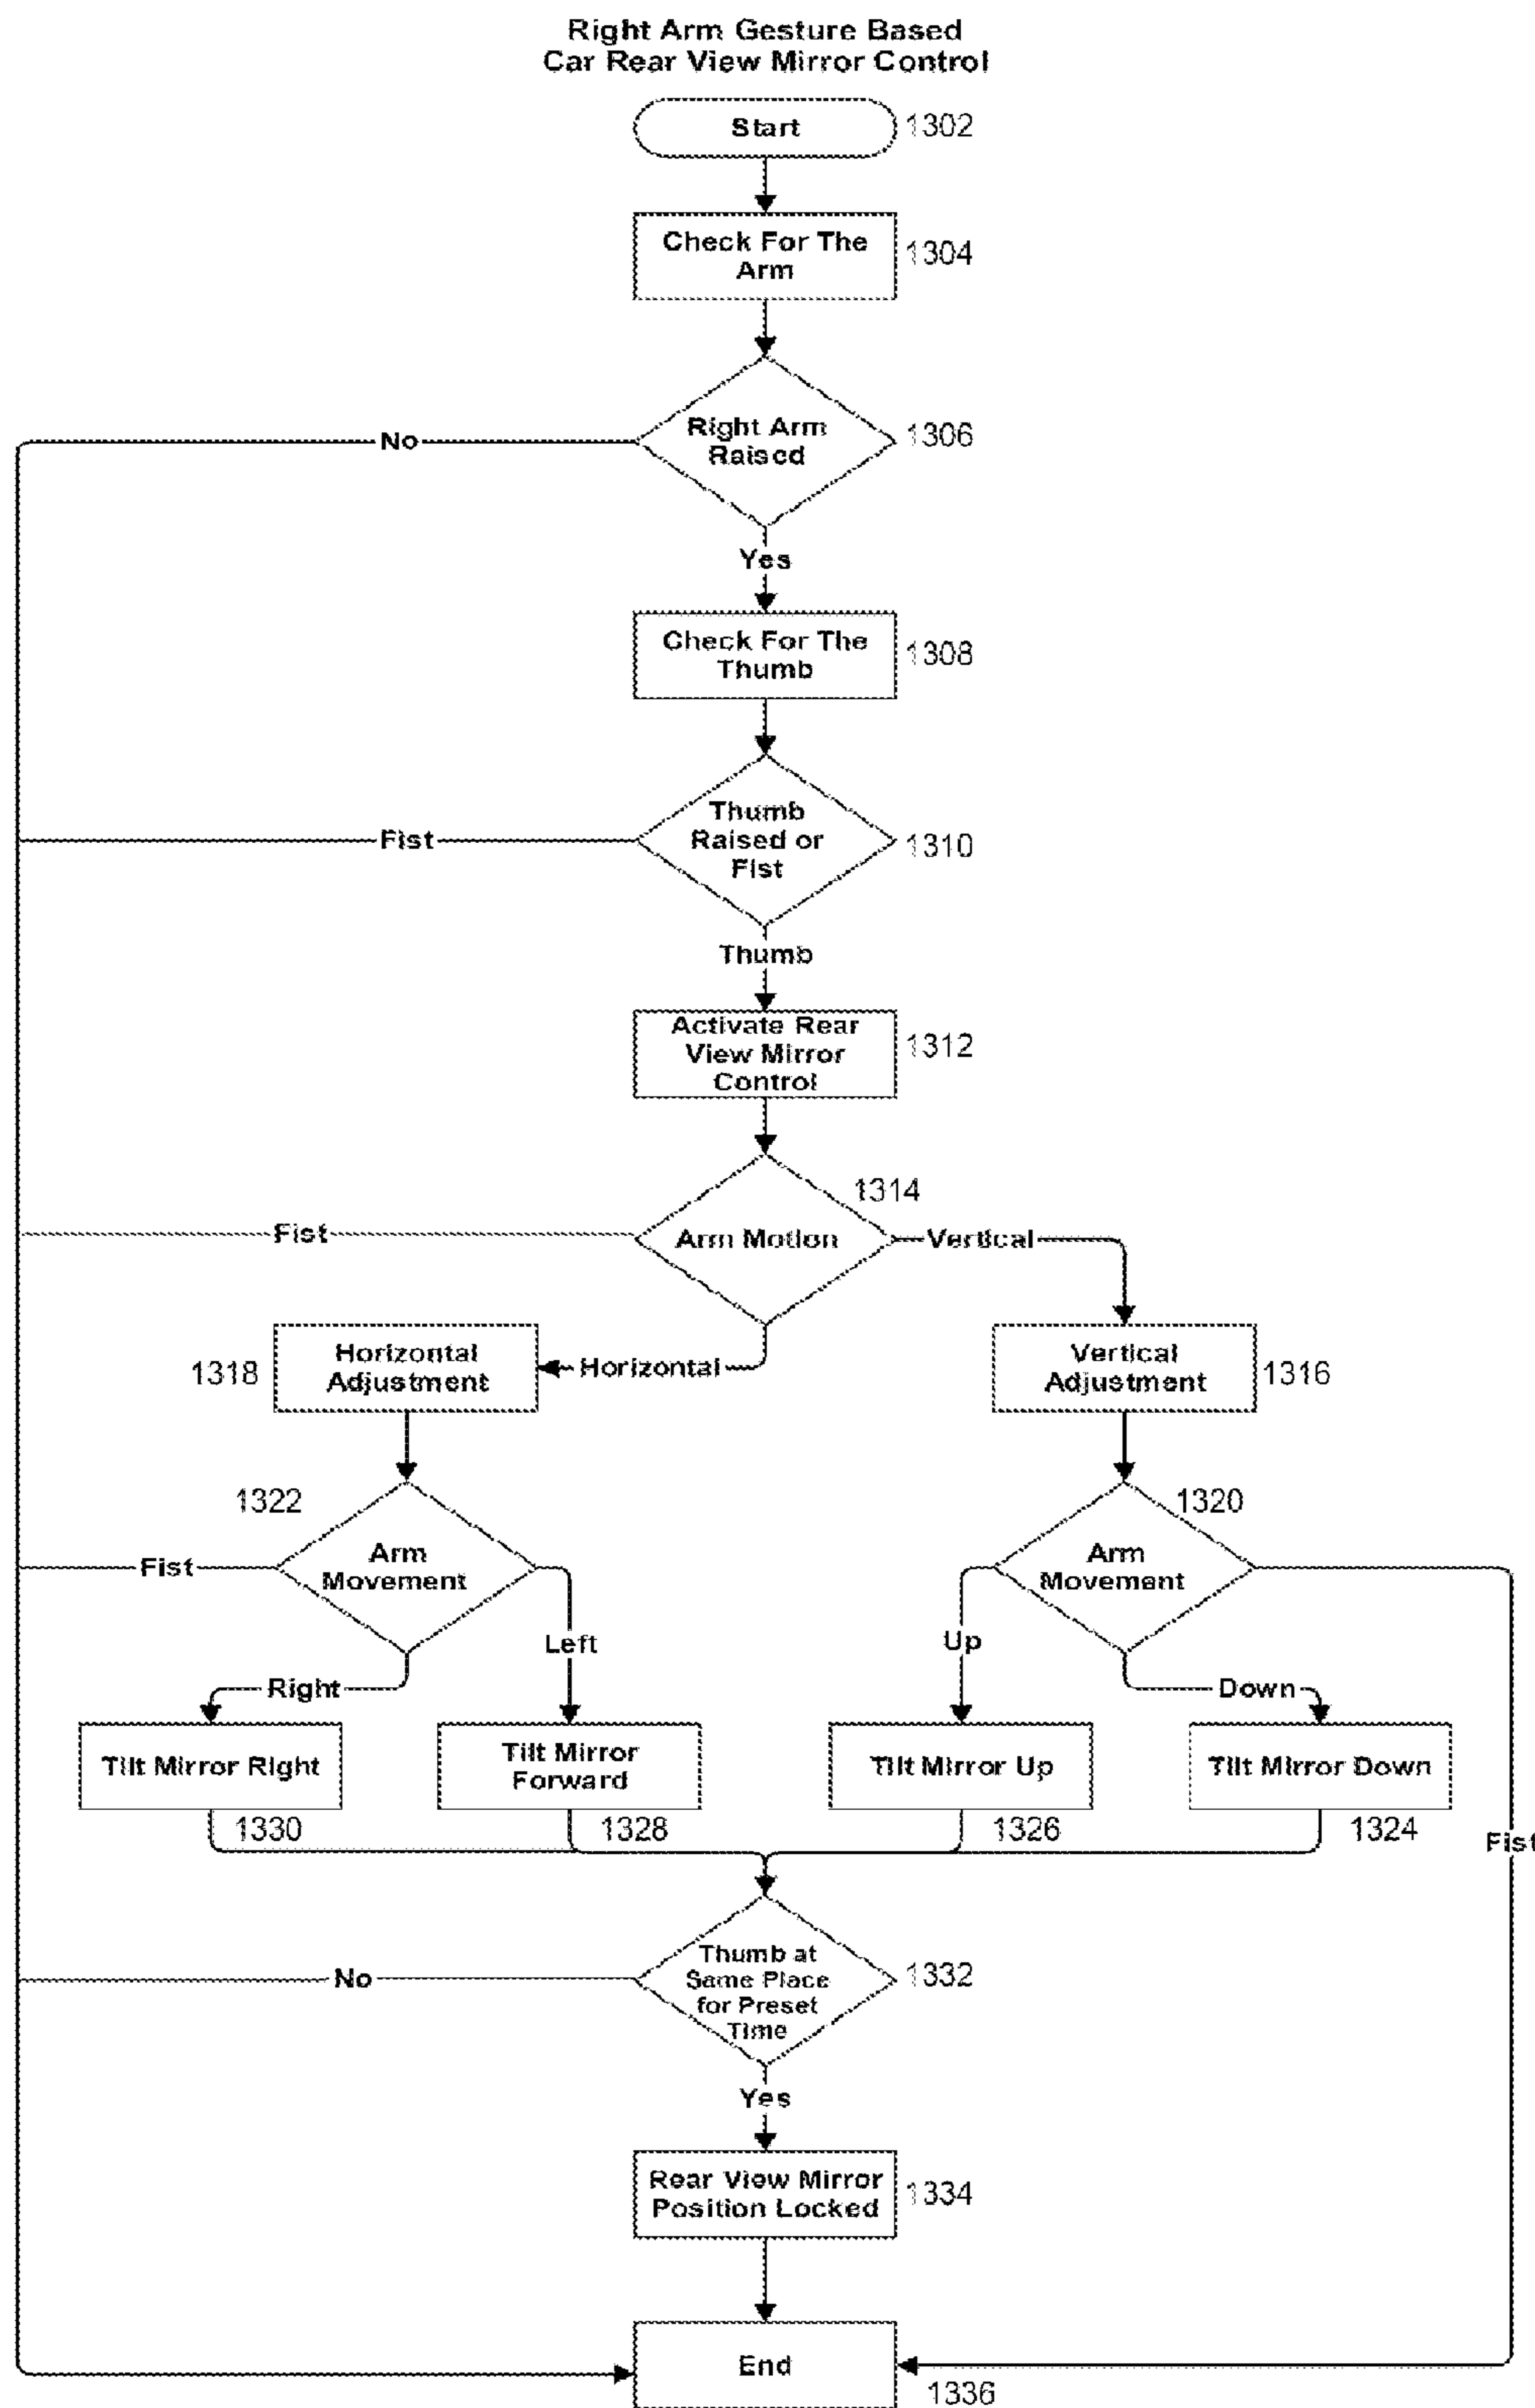 Right Arm Gesture Based
Car Rear View Mirror Control
Start
1302
Check For The
Arm
1304
Right Arm
Raised
1306
No
Yes
Check For The
Thumb
1308
Thumb
Raised or
Fist
1310
Fist
Thumb
Activate Rear
View Mirror
Control
1312
1314
Arm Motion
Fist
Vertical
Horizontal
Adjustment
1318
Horizontal
Vertical
Adjustment
1316
1322
Arm
Movement
Fist
1320
Arm
Movement
Left
Up
Right
Down
Tilt Mirror Right
Tilt Mirror
Forward
Tilt Mirror Up
Tilt Mirror Down
1330
1328
1326
1324
Fist
Thumb at
Same Place
for Preset
Time
1332
No
Yes
Rear View Mirror
Position Locked
1334
End
1336